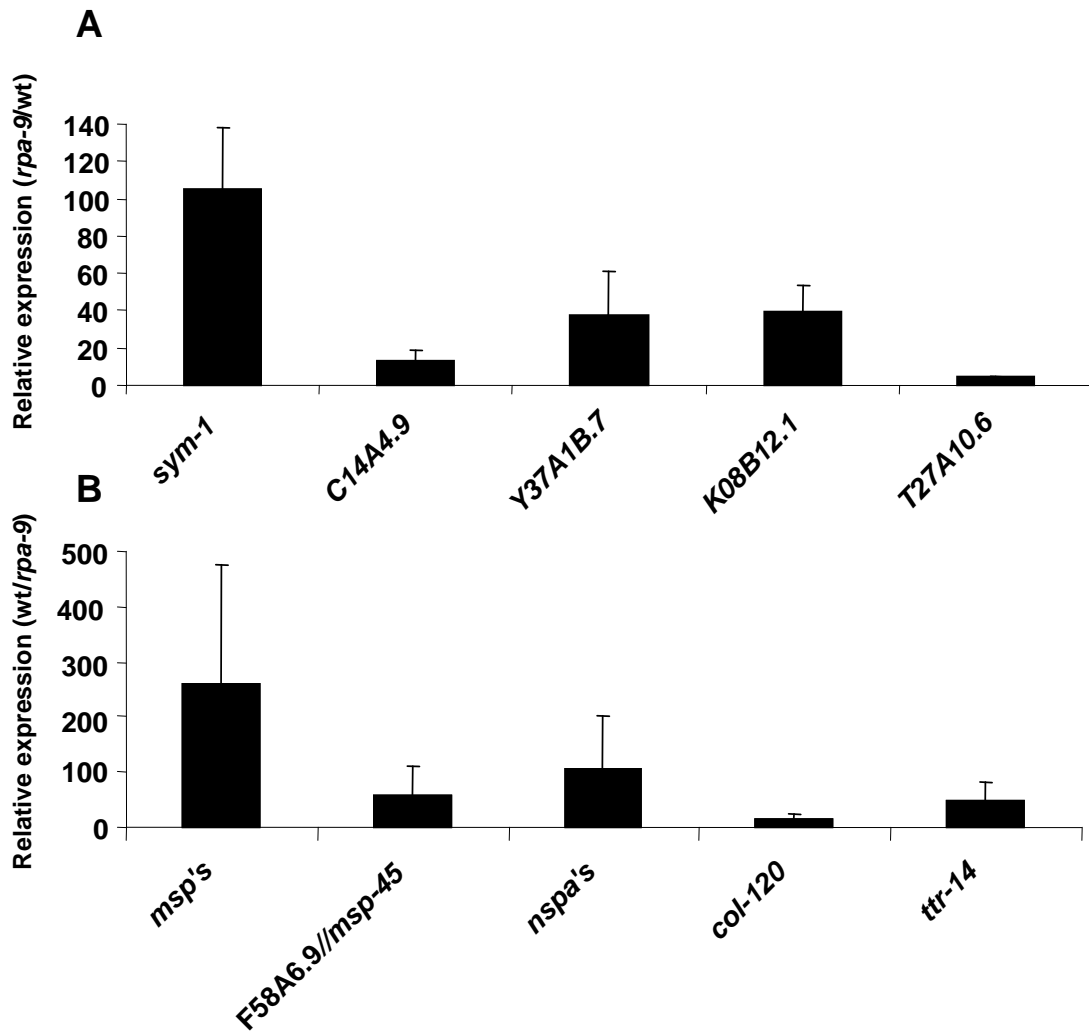 A
Relative expression (rpa-9/wt)
140
120
100
80
60
40
20
0
sym-1
C14A4.9
Y37A1B.7
K08B12.1
T27A10.6
B
Relative expression (wt/rpa-9)
500
400
300
200
100
0
msp's
F58A6.9//msp-45
nspa's
col-120
ttr-14